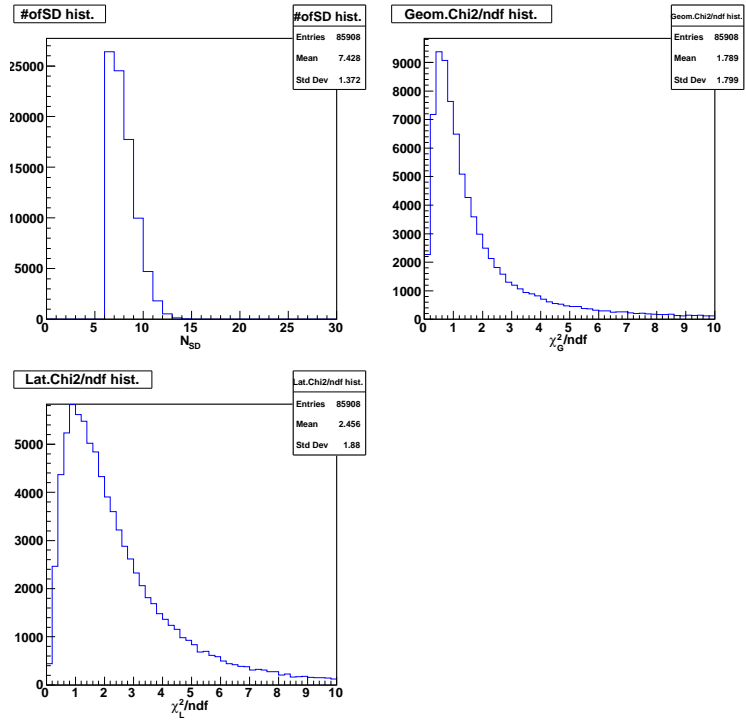 #ofSD hist.
#ofSD hist.
Entries 85908
Mean 7.428
Std Dev 1.372
25000
20000
15000
10000
5000
0
0 5 10 15 20 25 30
N_SD
Geom.Chi2/ndf hist.
Geom.Chi2/ndf hist.
Entries 85908
Mean 1.789
Std Dev 1.799
9000
8000
7000
6000
5000
4000
3000
2000
1000
0
0 1 2 3 4 5 6 7 8 9 10
χ²_G/ndf
Lat.Chi2/ndf hist.
Lat.Chi2/ndf hist.
Entries 85908
Mean 2.456
Std Dev 1.88
5000
4000
3000
2000
1000
0
0 1 2 3 4 5 6 7 8 9 10
χ²_L/ndf